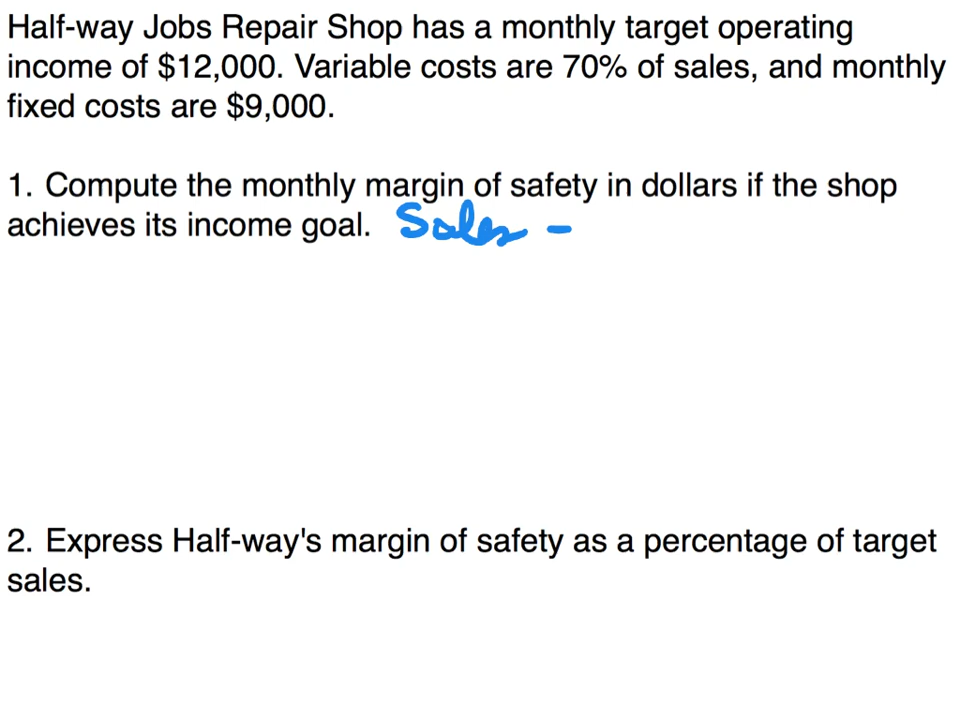 Half-way Jobs Repair Shop has a monthly target operating
income of $12,000. Variable costs are 70% of sales, and monthly
fixed costs are $9,000.
1. Compute the monthly margin of safety in dollars if the shop
achieves its income goal. Sales -
2. Express Half-way's margin of safety as a percentage of target
sales.